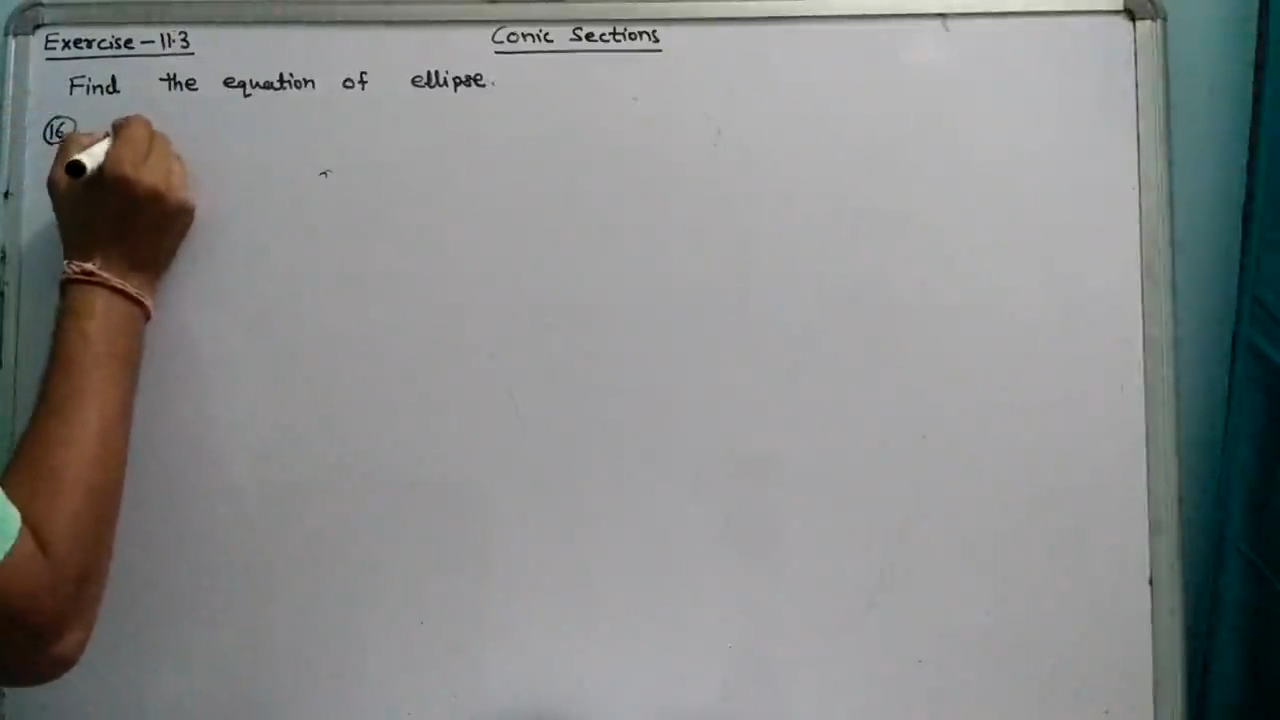 Exercise-11.3
Conic Sections
Find the equation of ellipse.
16